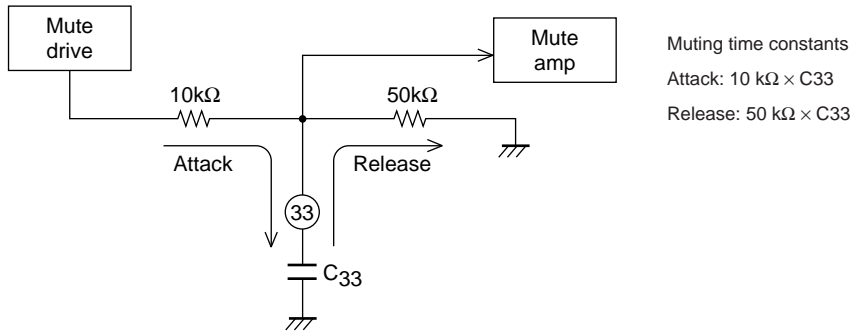 Mute
drive
Mute
amp
Muting time constants
Attack: 10 kΩ × C33
Release: 50 kΩ × C33
10kΩ
50kΩ
Attack
Release
33
C33